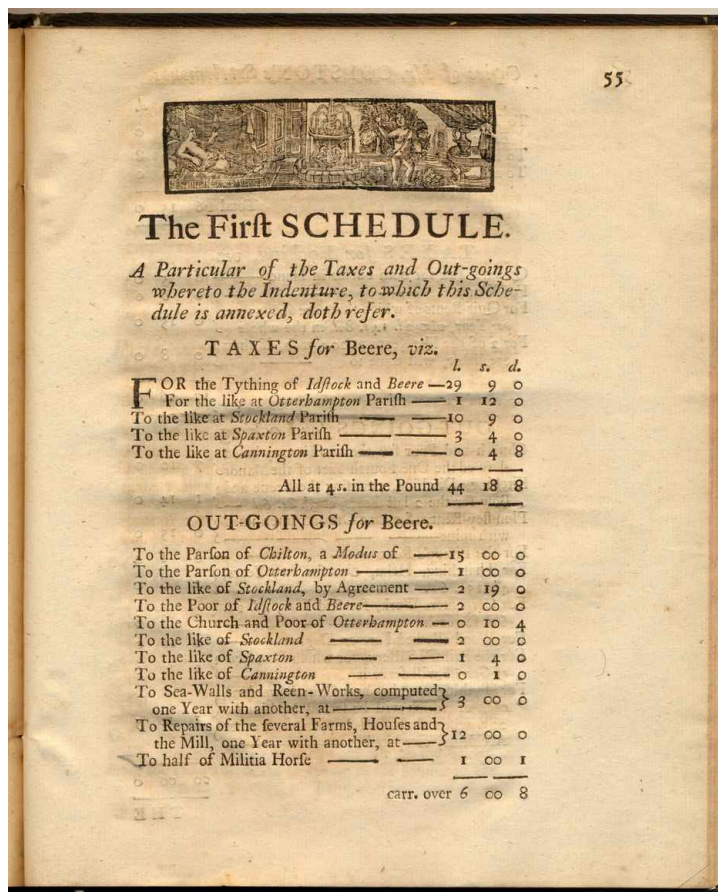 55
The Firſt SCHEDULE.
A Particular of the Taxes and Out-goings
whereto the Indenture, to which this Sche-
dule is annexed, doth refer.
TAXES for Beere, viz.
l. s. d.
FOR the Tything of Idſtock and Beere —29 9 0
For the like at Otterhampton Pariſh — 1 12 0
To the like at Stockland Pariſh — — 10 9 0
To the like at Spaxton Pariſh — — 3 4 0
To the like at Cannington Pariſh — — 0 4 8
All at 4s. in the Pound 44 18 8
OUT-GOINGS for Beere.
To the Parſon of Chilton, a Modus of — 15 00 0
To the Parſon of Otterhampton — — 1 00 0
To the like of Stockland, by Agreement — 2 19 0
To the Poor of Idſtock and Beere — — 2 00 0
To the Church and Poor of Otterhampton — 0 10 4
To the like of Stockland — — 2 00 0
To the like of Spaxton — — 1 4 0
To the like of Cannington — — 0 1 0
To Sea-Walls and Reen-Works, computed
one Year with another, at — } 3 00 0
To Repairs of the ſeveral Farms, Houſes and
the Mill, one Year with another, at — } 12 00 0
To half of Militia Horſe — — 1 00 1
carr. over 6 00 8